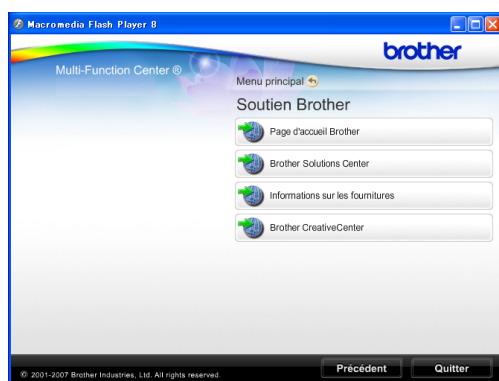 Macromedia Flash Player 8
brother
Multi-Function Center ®
Menu principal
Soutien Brother
Page d'accueil Brother
Brother Solutions Center
Informations sur les fournitures
Brother CreativeCenter
© 2001-2007 Brother Industries, Ltd. All rights reserved.
Précédent
Quitter